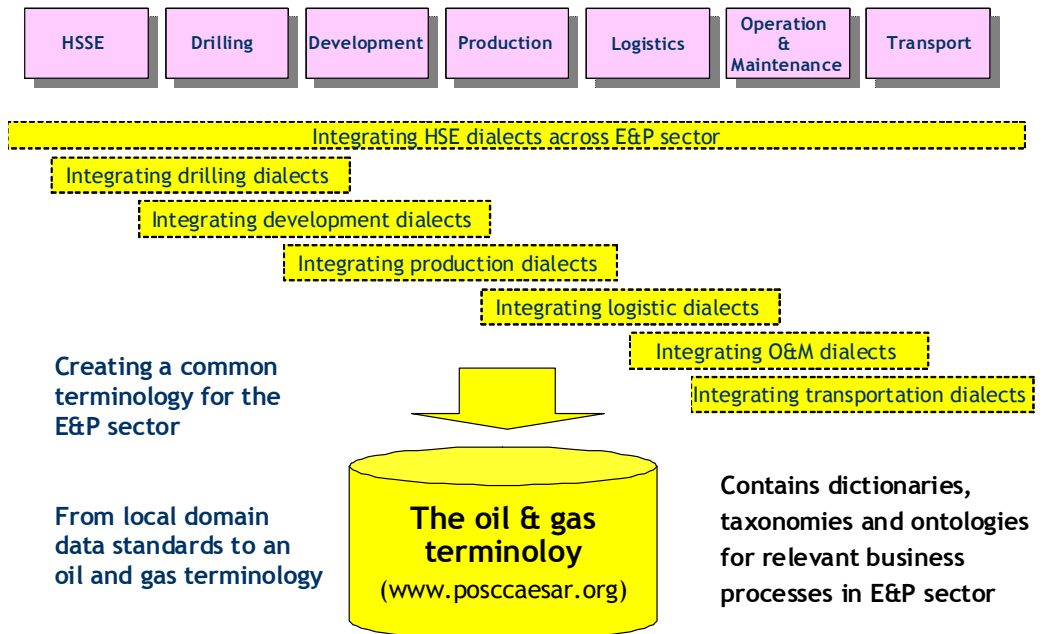 HSSE
Drilling
Development
Production
Logistics
Operation
&
Maintenance
Transport
Integrating HSE dialects across E&P sector
Integrating drilling dialects
Integrating development dialects
Integrating production dialects
Integrating logistic dialects
Integrating O&M dialects
Integrating transportation dialects
Creating a common
terminology for the
E&P sector
From local domain
data standards to an
oil and gas terminology
The oil & gas
terminoloy
(www.posccaesar.org)
Contains dictionaries,
taxonomies and ontologies
for relevant business
processes in E&P sector